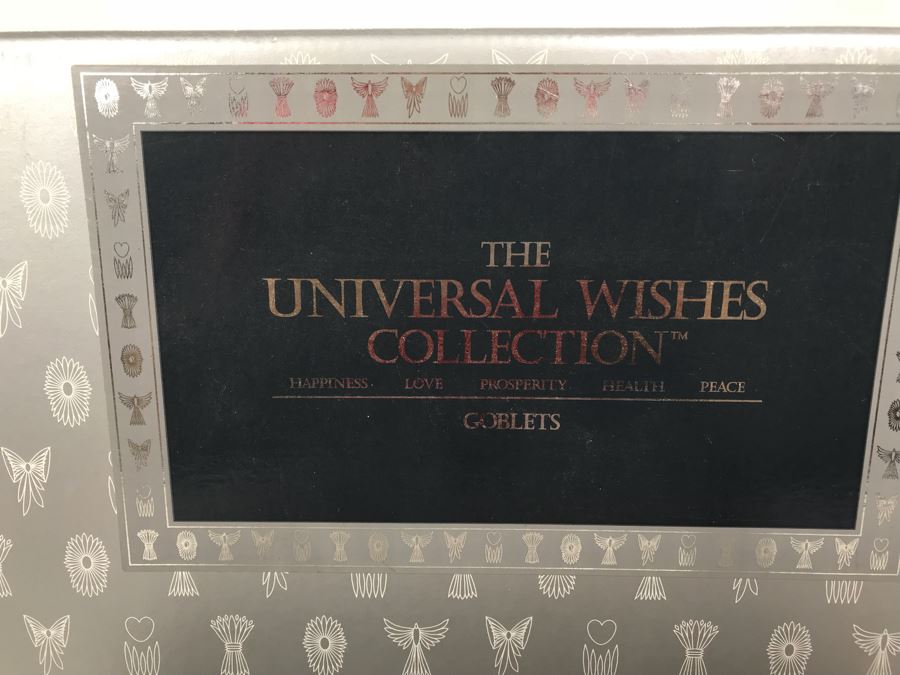 THE
UNIVERSAL WISHES
COLLECTION™
HAPPINESS LOVE PROSPERITY HEALTH PEACE
GOBLETS